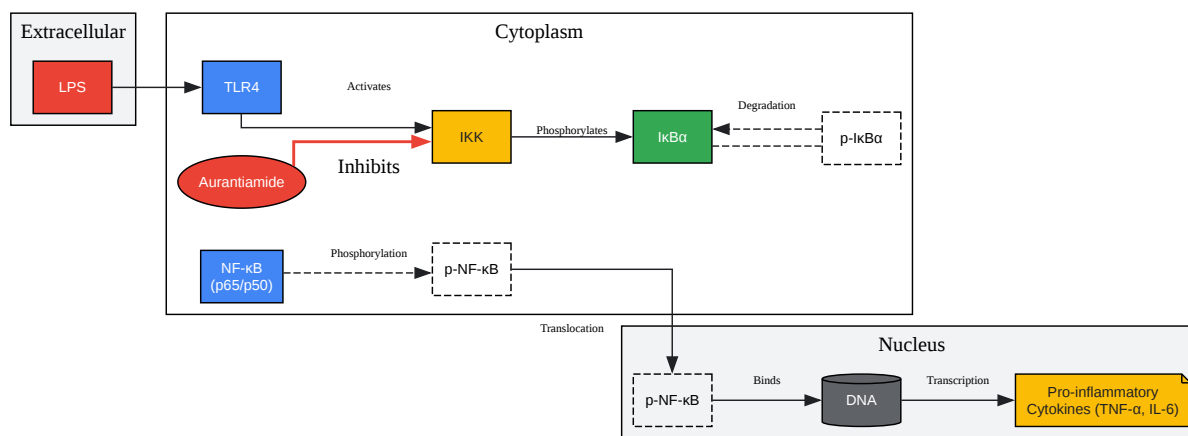 Extracellular
Cytoplasm
LPS
TLR4
Activates
IKK
Phosphorylates
IκBα
Degradation
p-IκBα
Aurantiamide
Inhibits
NF-κB
(p65/p50)
Phosphorylation
p-NF-κB
Translocation
Nucleus
p-NF-κB
Binds
DNA
Transcription
Pro-inflammatory
Cytokines (TNF-α, IL-6)